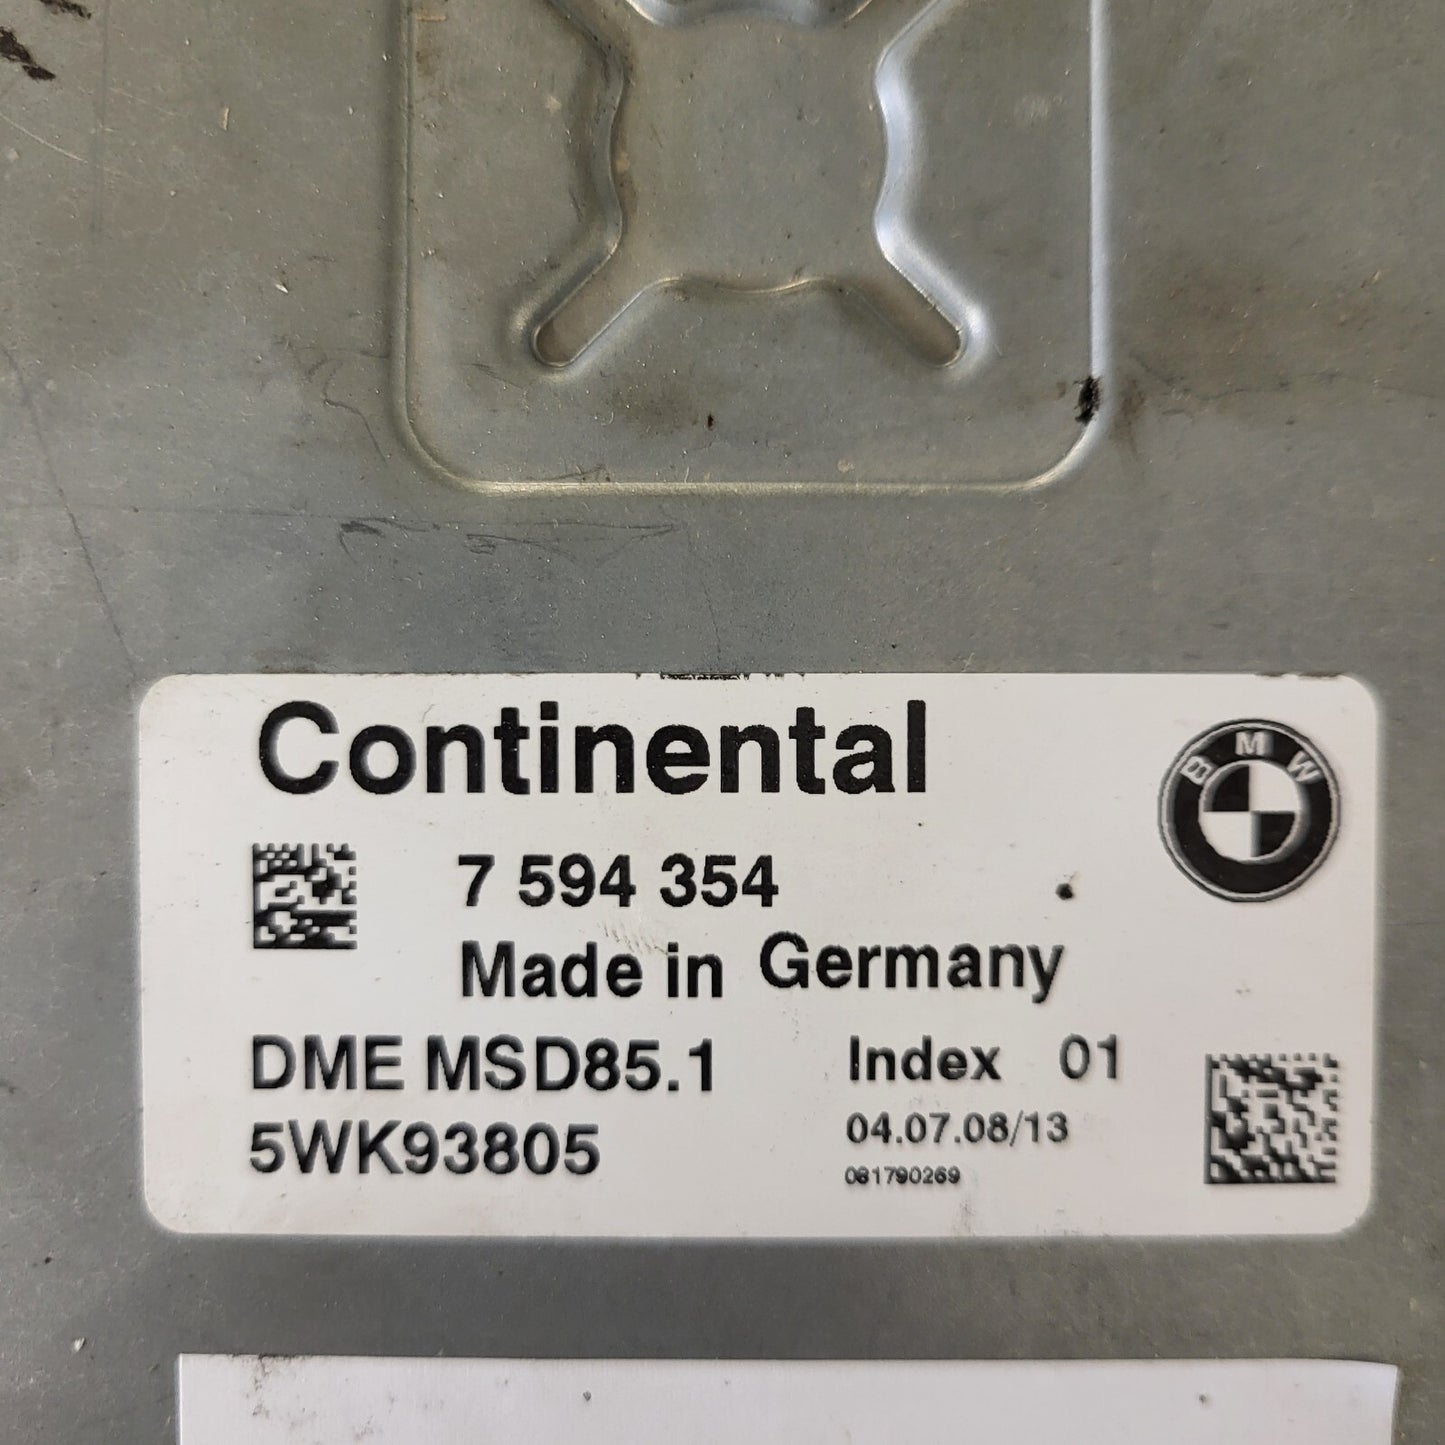 Continental
BMW
7 594 354
Made in Germany
DME MSD85.1 Index 01
5WK93805 04.07.08/13
081790269